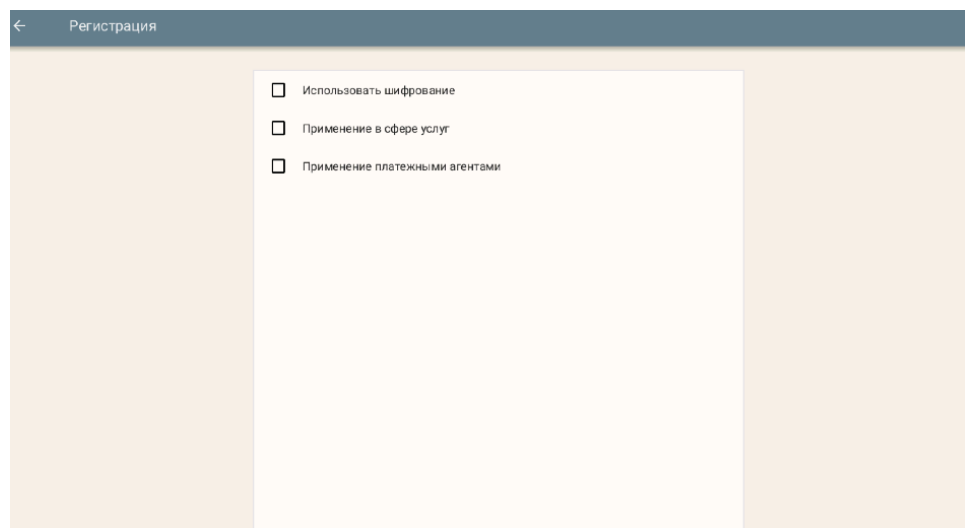 Регистрация
Использовать шифрование
Применение в сфере услуг
Применение платежными агентами